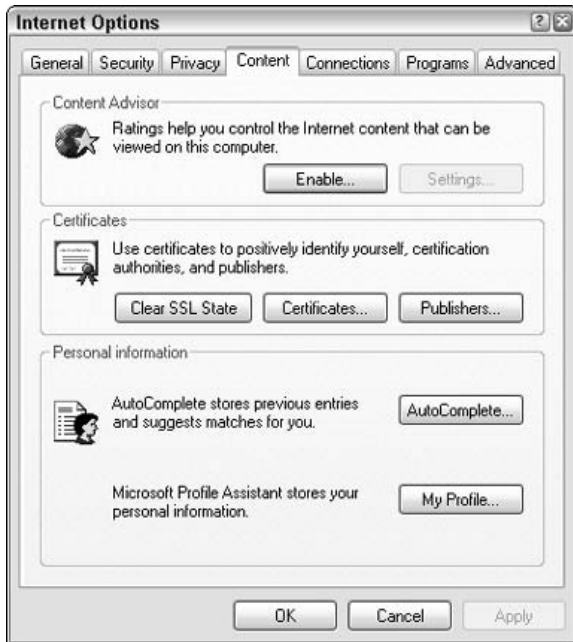 Internet Options
General Security Privacy Content Connections Programs Advanced
Content Advisor
Ratings help you control the Internet content that can be
viewed on this computer.
Enable... Settings...
Certificates
Use certificates to positively identify yourself, certification
authorities, and publishers.
Clear SSL State Certificates... Publishers...
Personal information
AutoComplete stores previous entries
and suggests matches for you.
AutoComplete...
Microsoft Profile Assistant stores your
personal information.
My Profile...
OK Cancel Apply